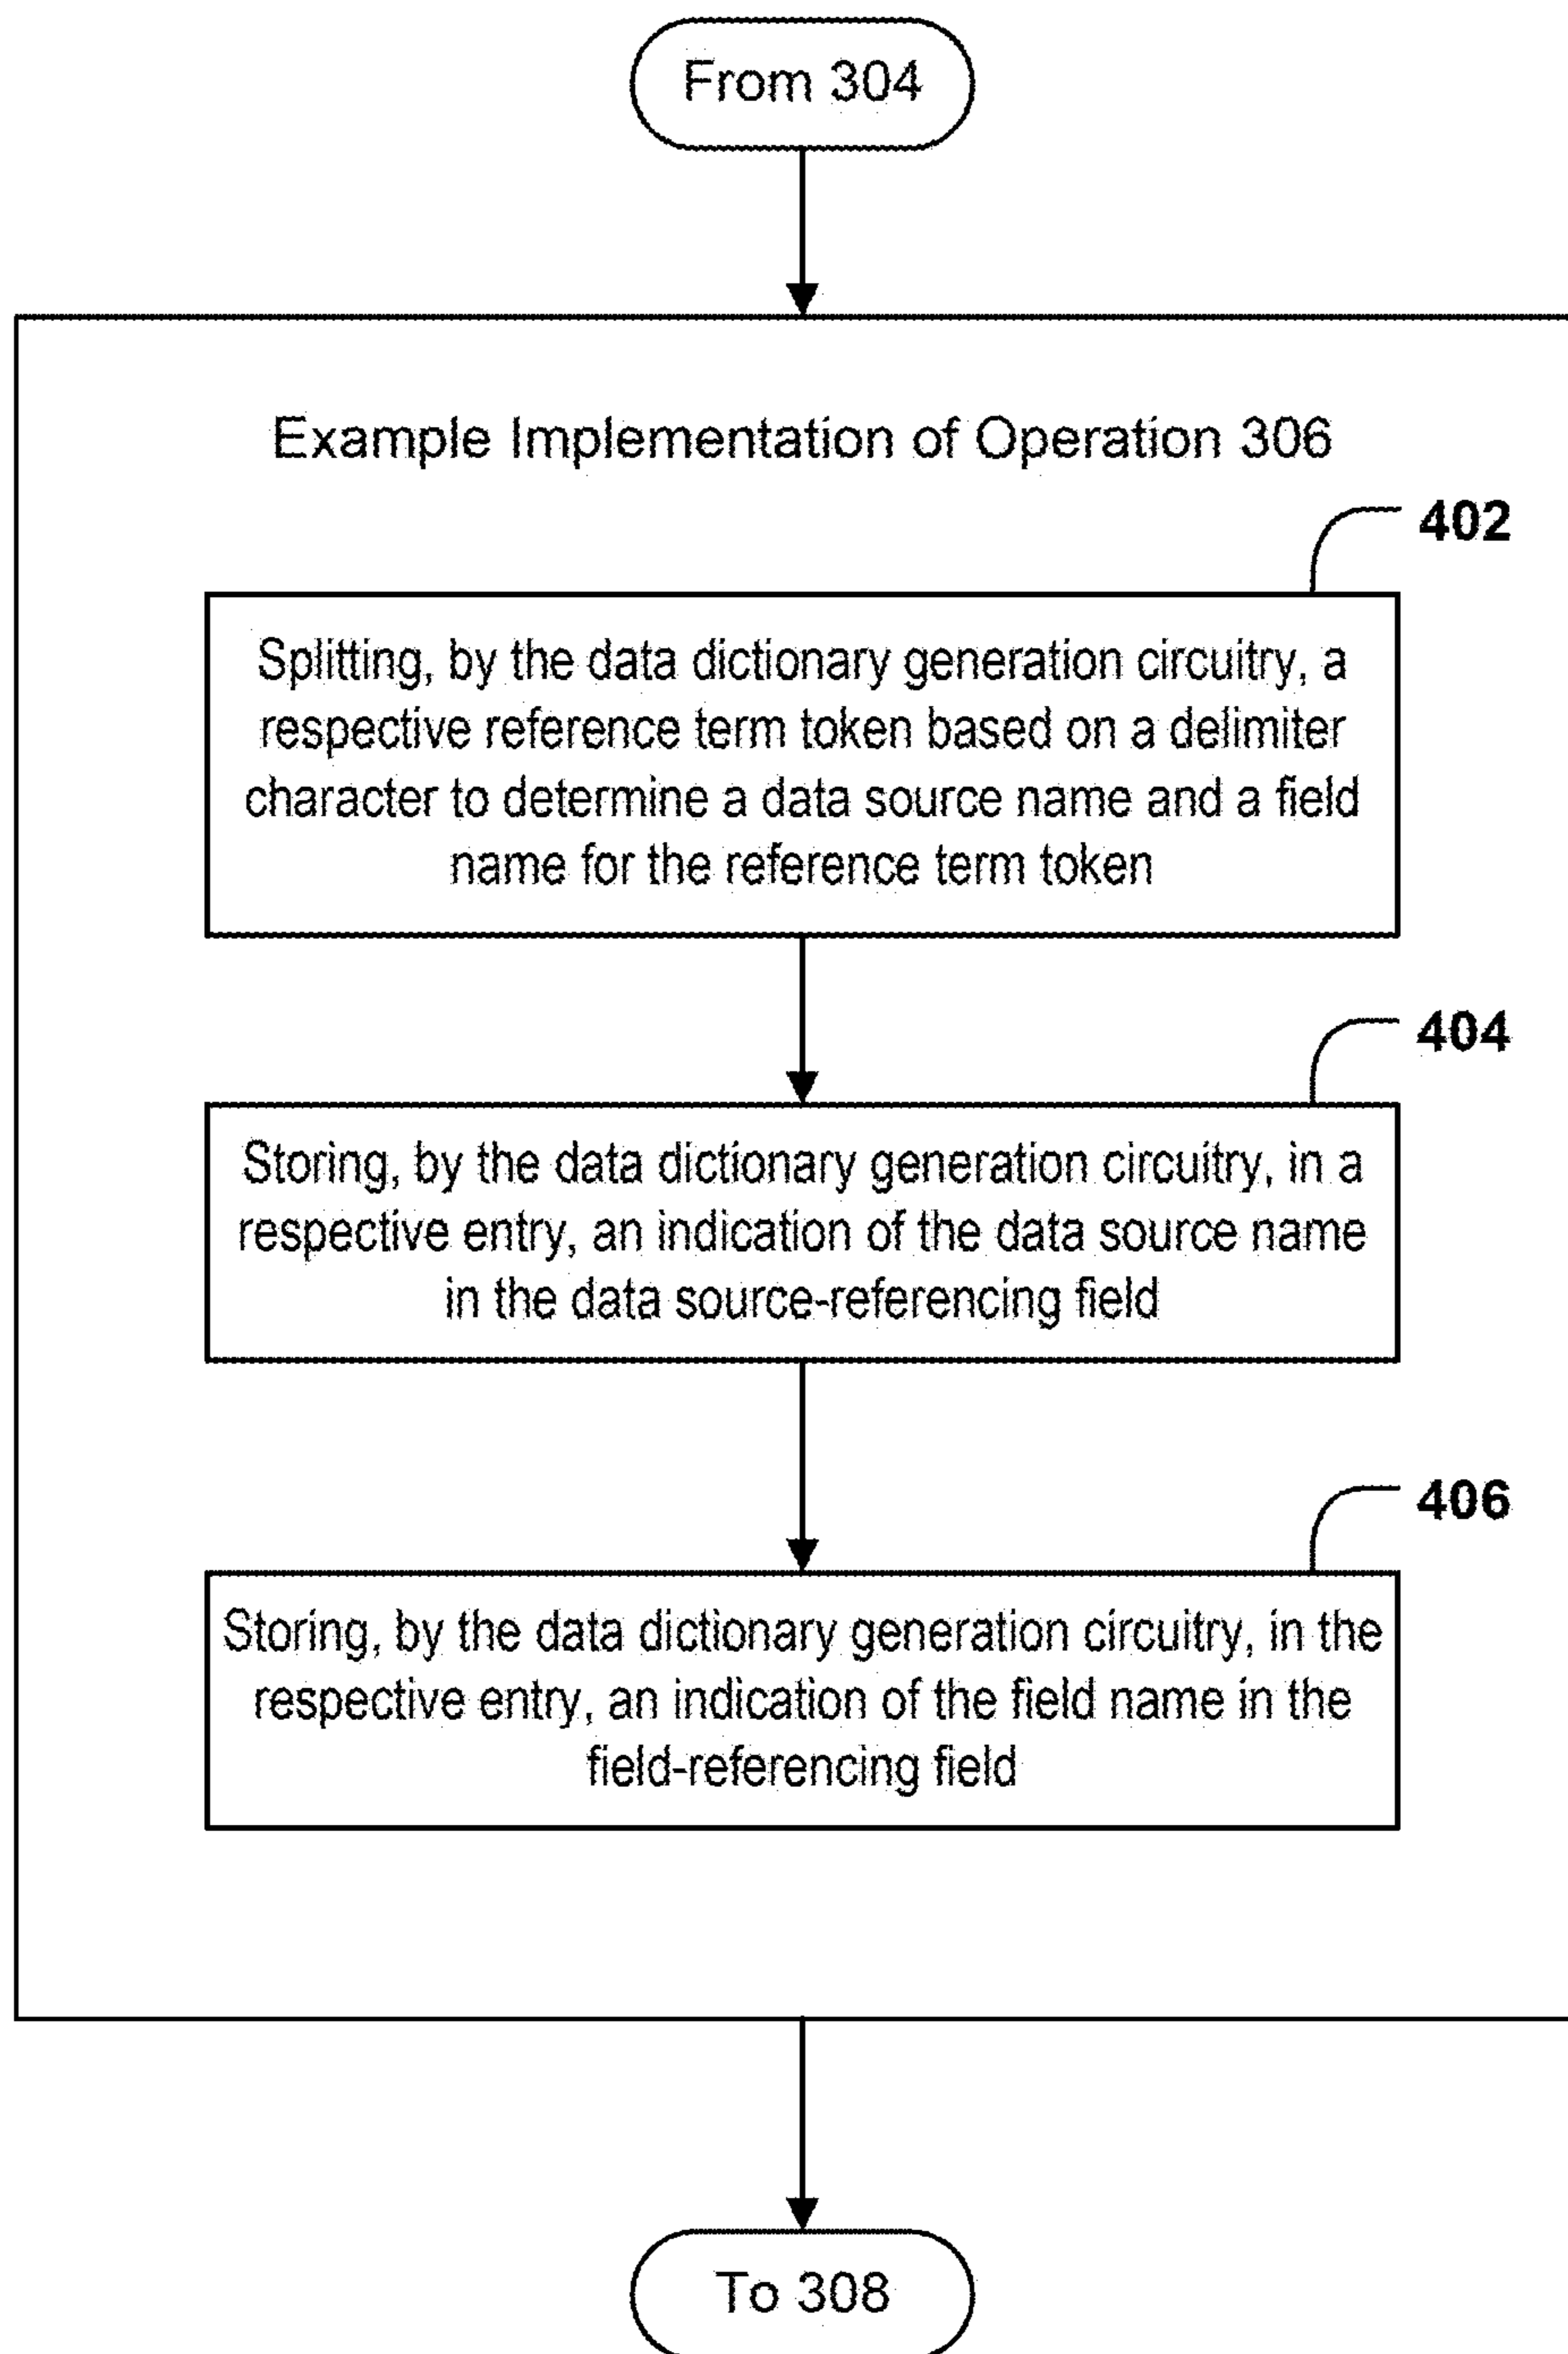 From 304
Example Implementation of Operation 306
402
Splitting, by the data dictionary generation circuitry, a
respective reference term token based on a delimiter
character to determine a data source name and a field
name for the reference term token
404
Storing, by the data dictionary generation circuitry, in a
respective entry, an indication of the data source name
in the data source-referencing field
406
Storing, by the data dictionary generation circuitry, in the
respective entry, an indication of the field name in the
field-referencing field
To 308